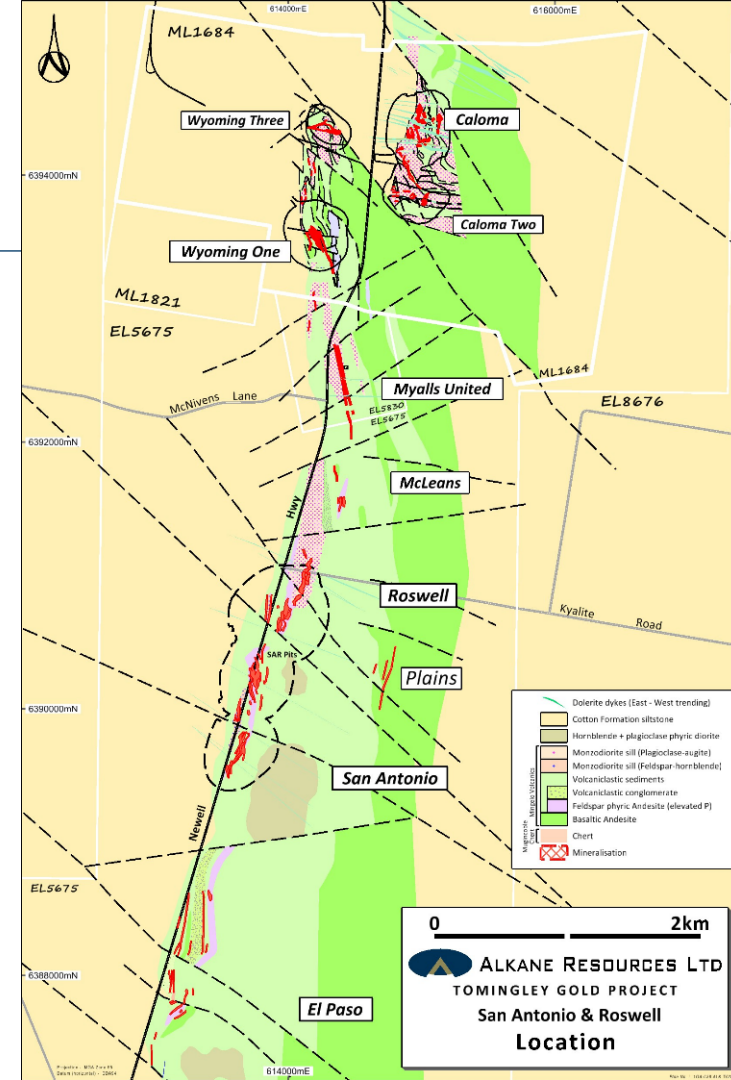 614000mE
616000mE
ML1684
Wyoming Three
Caloma
6394000mN
Caloma Two
Wyoming One
ML1821
EL5675
ML1684
Myalls United
EL8676
McNivens Lane
EL5830
EL5675
6392000mN
McLeans
Hwy
Roswell
Kyalite Road
SAR Pits
Plains
6390000mN
San Antonio
Newell
Dolerite dykes (East - West trending)
Cotton Formation siltstone
Hornblende + plagioclase phyric diorite
Monzodiorite sill (Plagioclase-augite)
Monzodiorite sill (Feldspar-hornblende)
Volcaniclastic sediments
Volcaniclastic conglomerate
Feldspar phyric Andesite (elevated P)
Basaltic Andesite
Chert
Mineralisation
EL5675
0 2km
ALKANE RESOURCES LTD
TOMINGLEY GOLD PROJECT
San Antonio & Roswell
Location
6388000mN
El Paso
614000mE